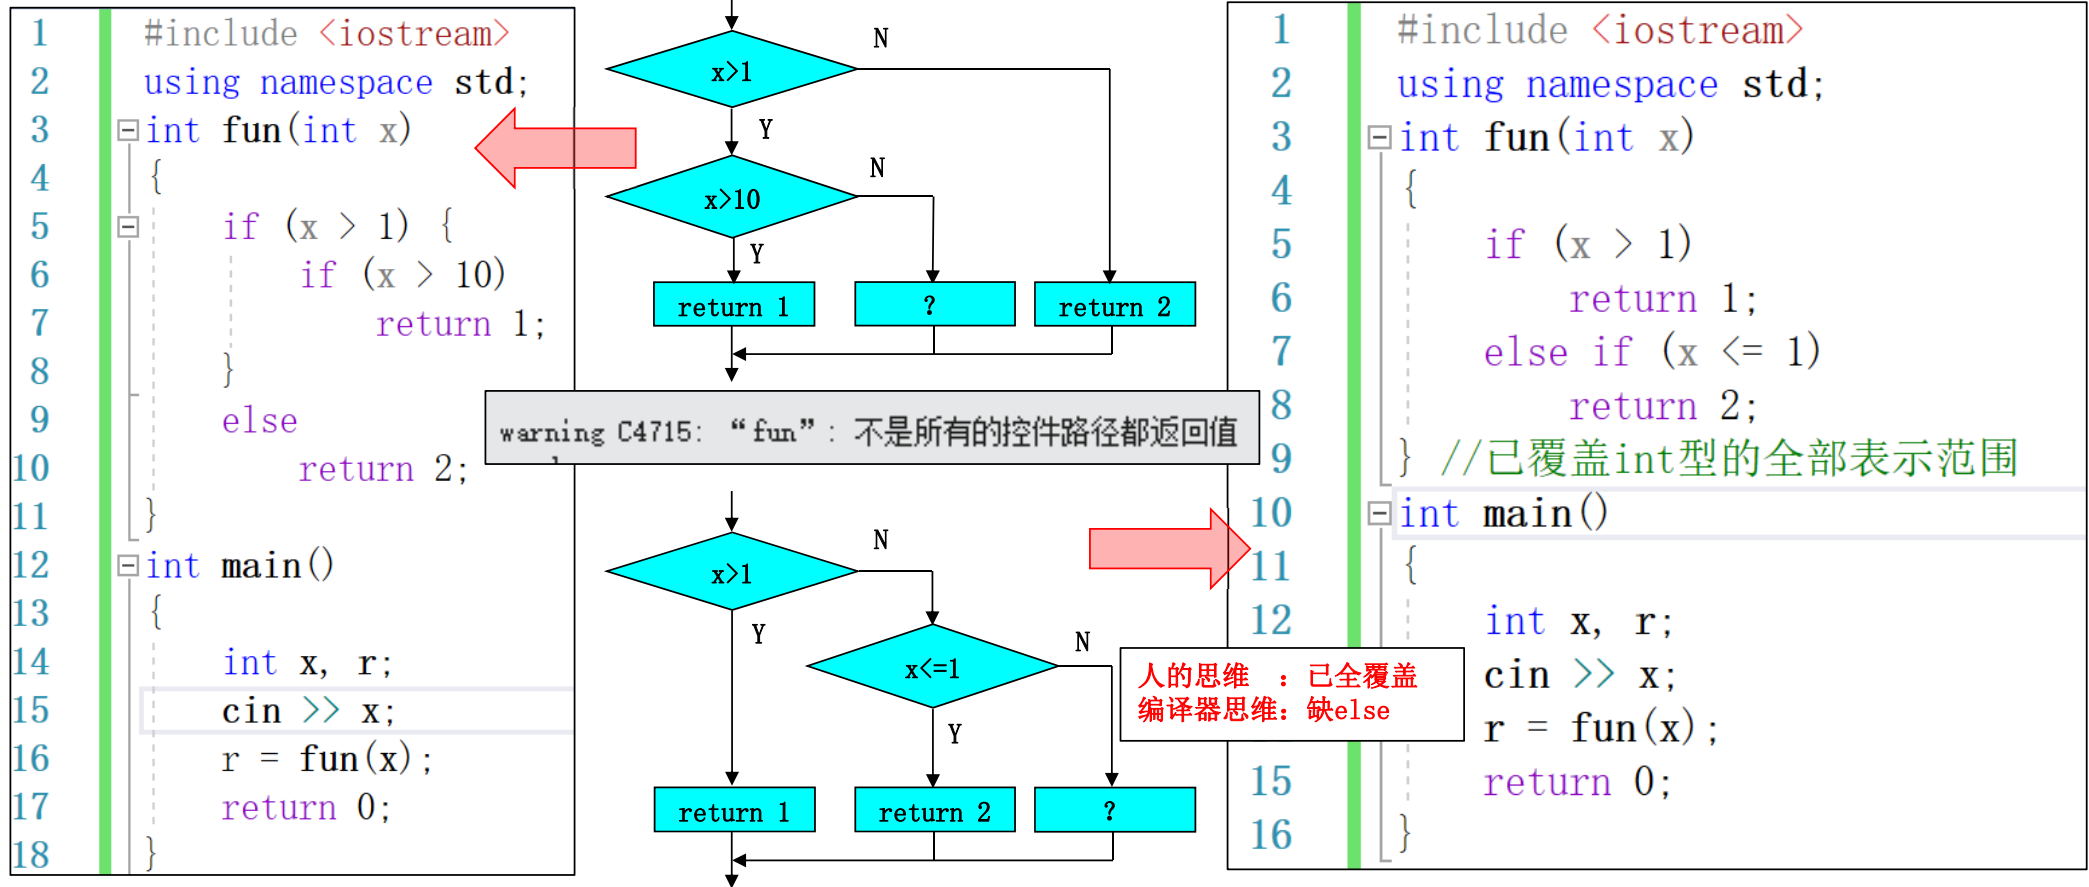 1 #include <iostream>
2 using namespace std;
3 int fun(int x)
4 {
5 if (x > 1) {
6 if (x > 10)
7 return 1;
8 }
9 else
10 return 2;
11 }
12 int main()
13 {
14 int x, r;
15 cin >> x;
16 r = fun(x);
17 return 0;
18 }
x>1
N
Y
x>10
N
Y
return 1
?
return 2
warning C4715: “fun”: 不是所有的控件路径都返回值
x>1
N
Y
x<=1
N
Y
return 1
return 2
?
人的思维 : 已全覆盖
编译器思维: 缺else
1 #include <iostream>
2 using namespace std;
3 int fun(int x)
4 {
5 if (x > 1)
6 return 1;
7 else if (x <= 1)
8 return 2;
9 } //已覆盖int型的全部表示范围
10 int main()
11 {
12 int x, r;
cin >> x;
r = fun(x);
15 return 0;
16 }